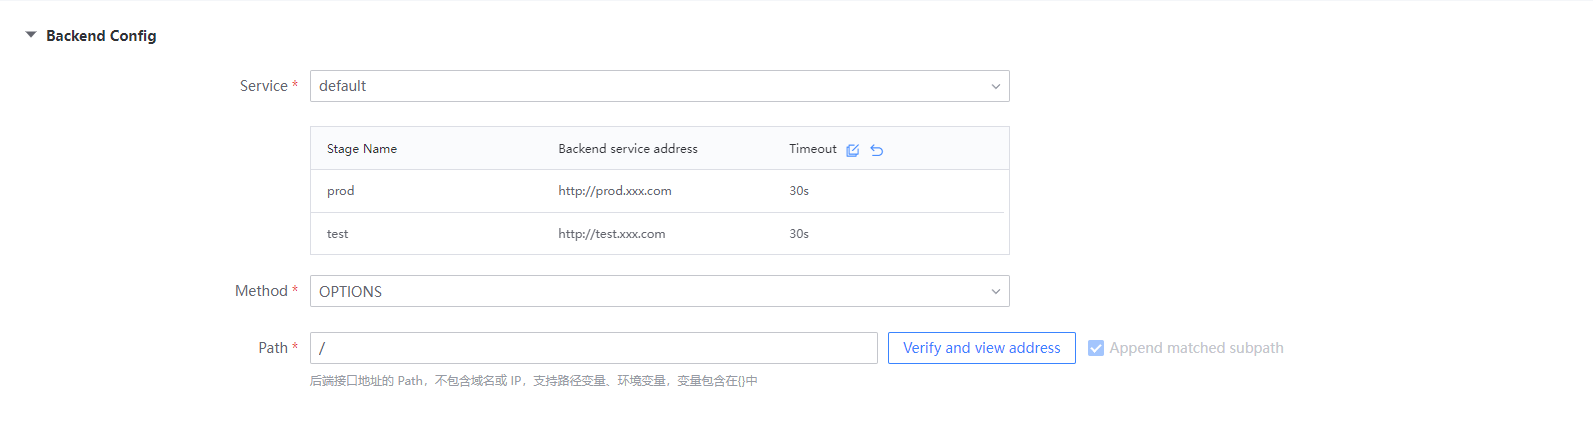 Backend Config
Service *
default
Stage Name Backend service address Timeout
prod http://prod.xxx.com 30s
test http://test.xxx.com 30s
Method *
OPTIONS
Path *
/
Verify and view address
Append matched subpath
后端接口地址的 Path，不包含域名或 IP，支持路径变量、环境变量，变量包含在{}中